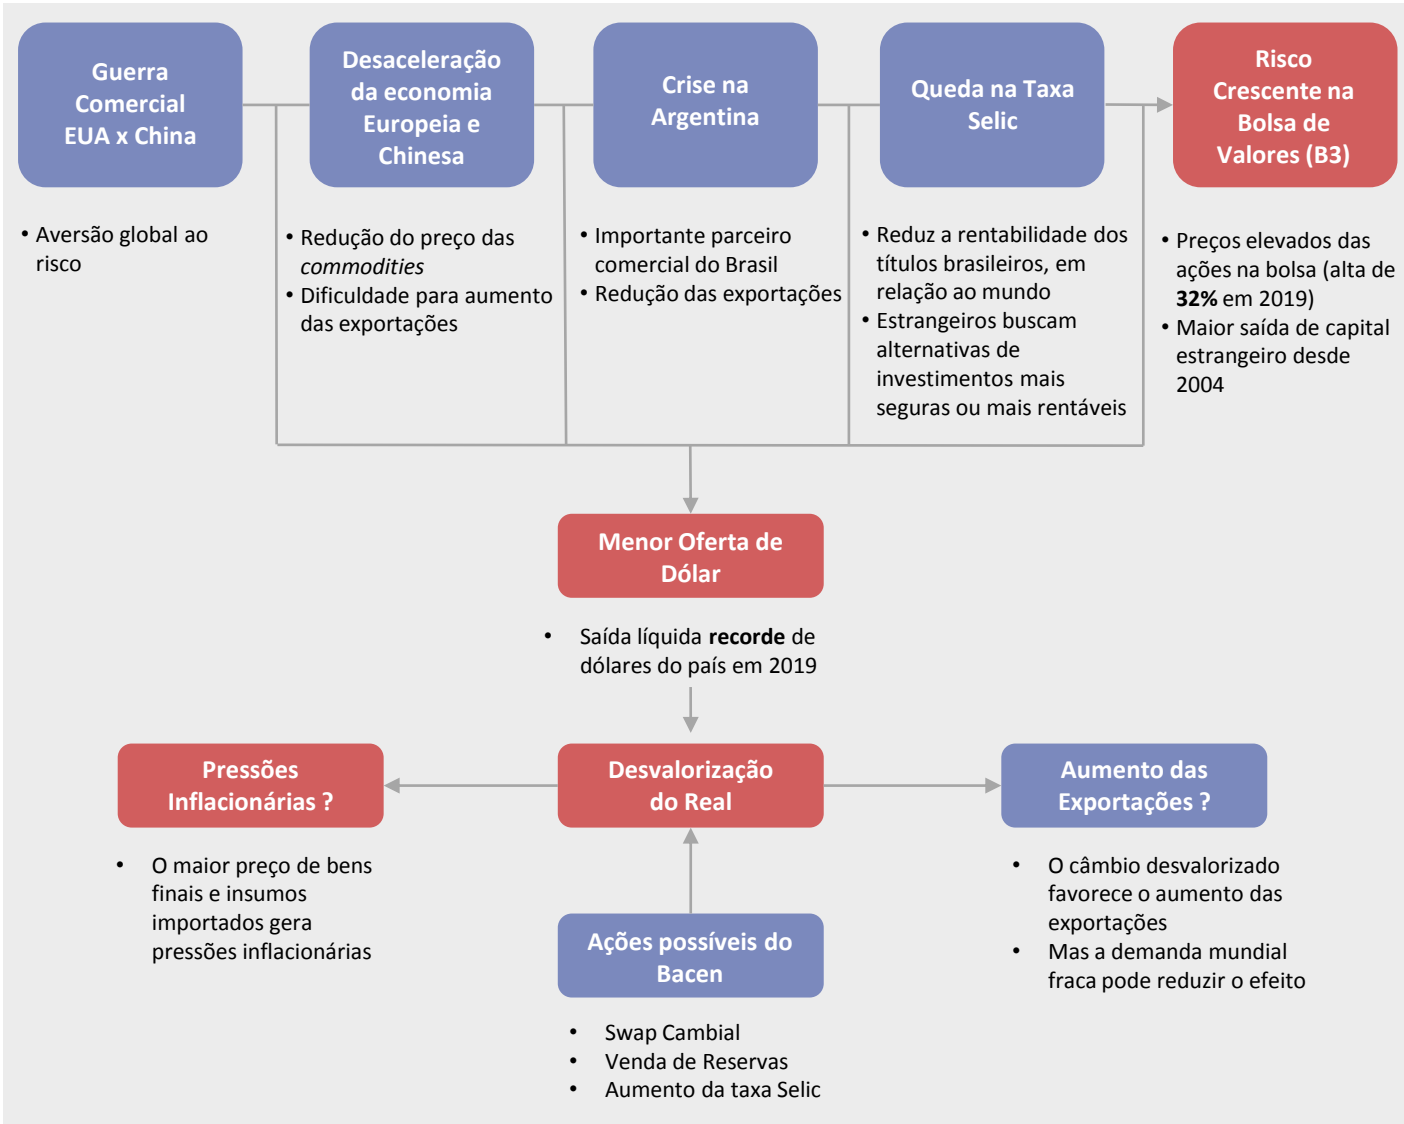 Guerra
Comercial
EUA x China
Desaceleração
da economia
Europeia e
Chinesa
Crise na
Argentina
Queda na Taxa
Selic
Risco
Crescente na
Bolsa de
Valores (B3)
• Aversão global ao
risco
• Redução do preço das
commodities
• Dificuldade para aumento
das exportações
• Importante parceiro
comercial do Brasil
• Redução das exportações
• Reduz a rentabilidade dos
títulos brasileiros, em
relação ao mundo
• Estrangeiros buscam
alternativas de
investimentos mais
seguras ou mais rentáveis
• Preços elevados das
ações na bolsa (alta de
32% em 2019)
• Maior saída de capital
estrangeiro desde
2004
Menor Oferta de
Dólar
• Saída líquida recorde de
dólares do país em 2019
Pressões
Inflacionárias ?
Desvalorização
do Real
Aumento das
Exportações ?
• O maior preço de bens
finais e insumos
importados gera
pressões inflacionárias
• O câmbio desvalorizado
favorece o aumento das
exportações
• Mas a demanda mundial
fraca pode reduzir o efeito
Ações possíveis do
Bacen
• Swap Cambial
• Venda de Reservas
• Aumento da taxa Selic